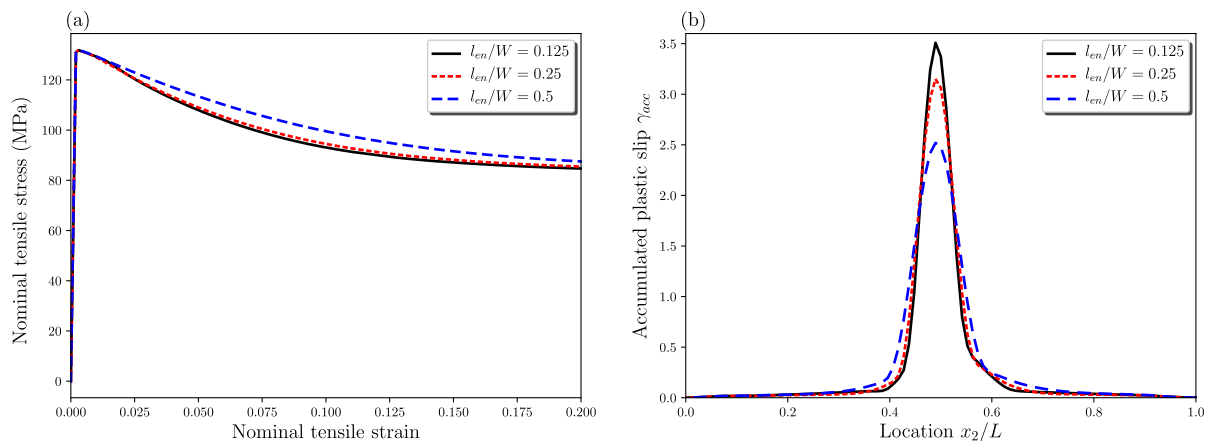 (a)
l_en/W = 0.125
l_en/W = 0.25
l_en/W = 0.5
Nominal tensile stress (MPa)
120
100
80
60
40
20
0
0.000 0.025 0.050 0.075 0.100 0.125 0.150 0.175 0.200
Nominal tensile strain
(b)
l_en/W = 0.125
l_en/W = 0.25
l_en/W = 0.5
Accumulated plastic slip γ_acc
3.5
3.0
2.5
2.0
1.5
1.0
0.5
0.0
0.0 0.2 0.4 0.6 0.8 1.0
Location x₂/L